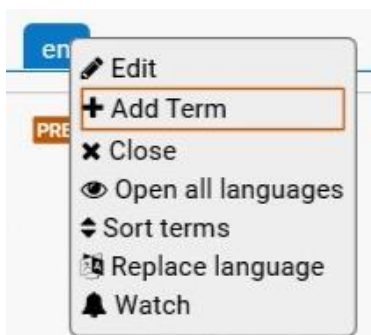 en
Edit
Add Term
PRE
Close
Open all languages
Sort terms
Replace language
Watch